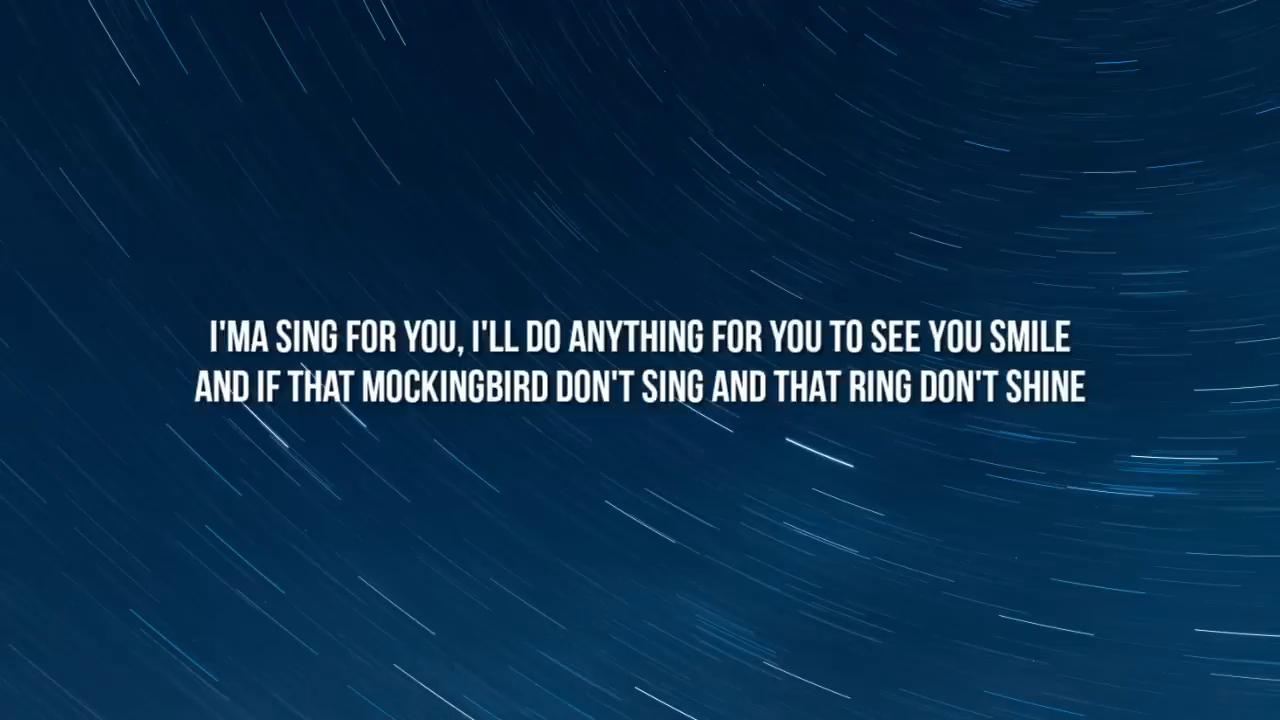 I'MA SING FOR YOU, I'LL DO ANYTHING FOR YOU TO SEE YOU SMILE
AND IF THAT MOCKINGBIRD DON'T SING AND THAT RING DON'T SHINE